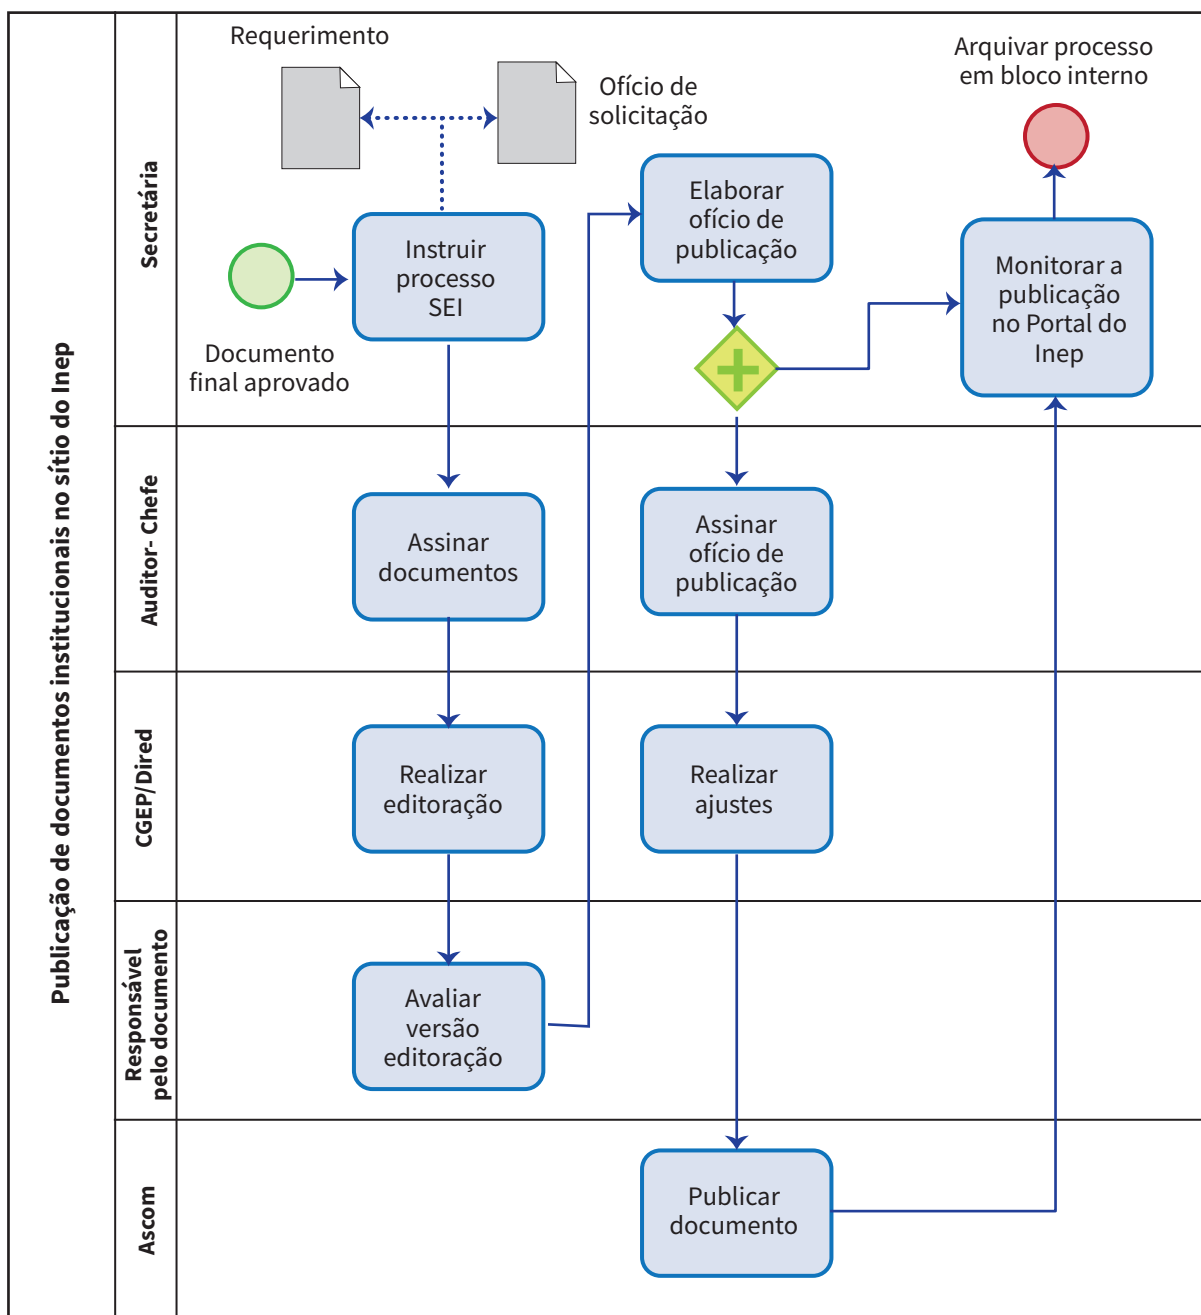 Publicação de documentos institucionais no sítio do Inep
Secretária
Requerimento
Ofício de
solicitação
Arquivar processo
em bloco interno
Documento
final aprovado
Instruir
processo
SEI
Elaborar
ofício de
publicação
Monitorar a
publicação
no Portal do
Inep
Auditor- Chefe
Assinar
documentos
Assinar
ofício de
publicação
CGEP/Dired
Realizar
editoração
Realizar
ajustes
Responsável
pelo documento
Avaliar
versão
editoração
Ascom
Publicar
documento